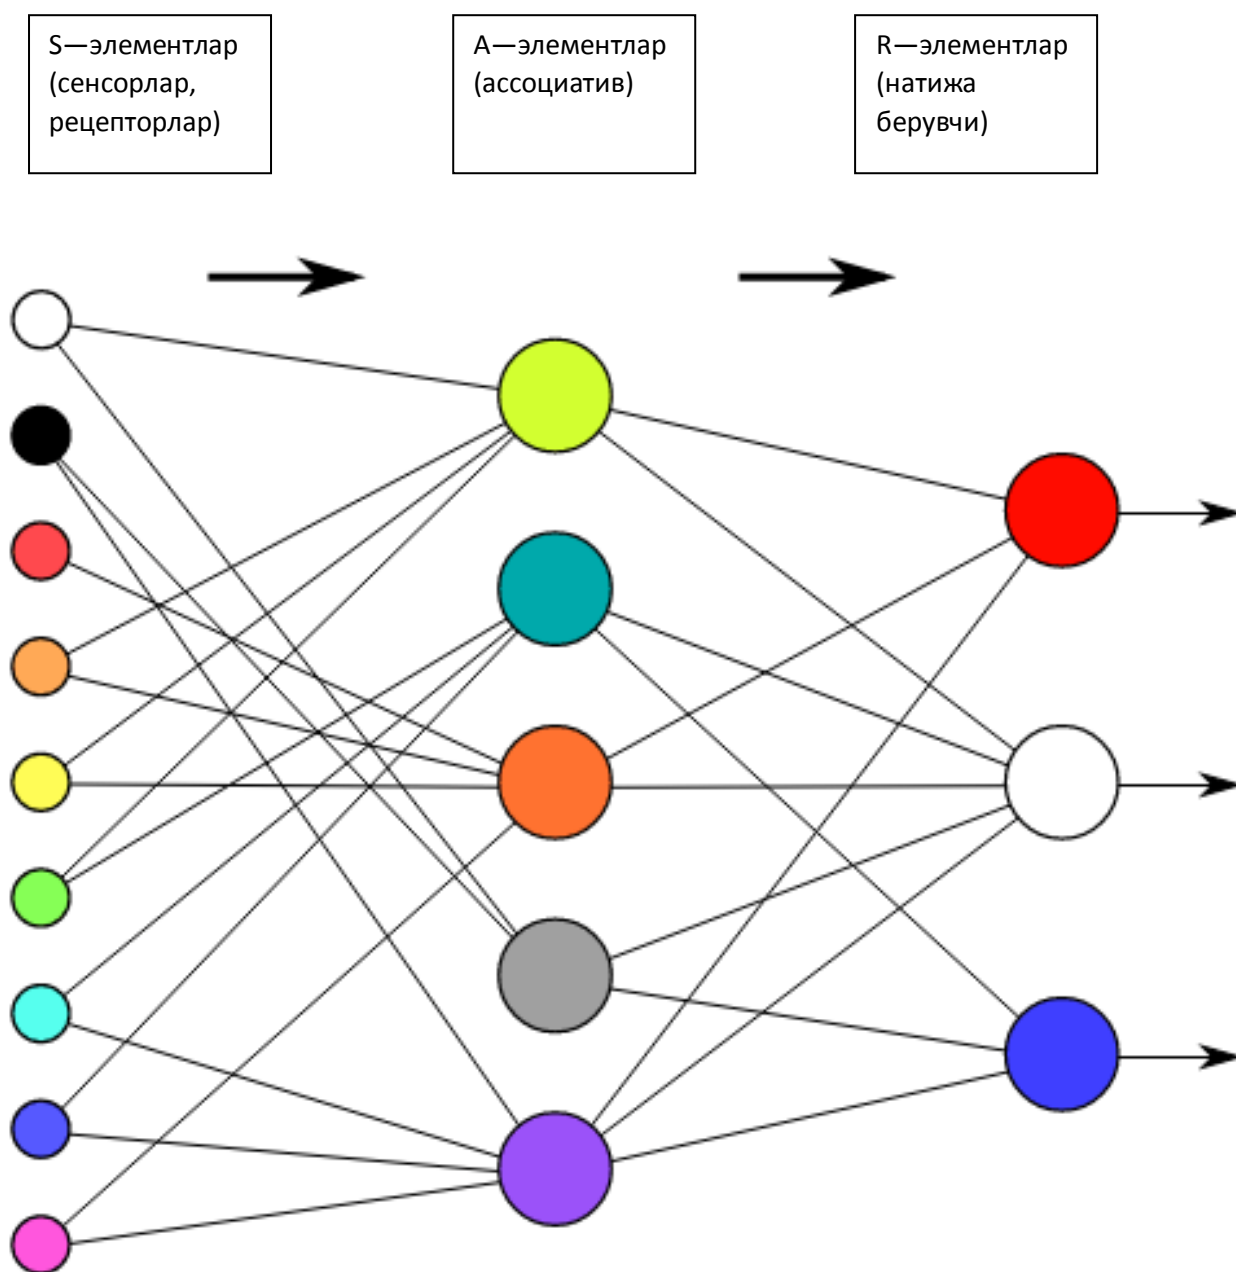 S—элементлар
(сенсорлар,
рецепторлар)
A—элементлар
(ассоциатив)
R—элементлар
(натижа
берувчи)